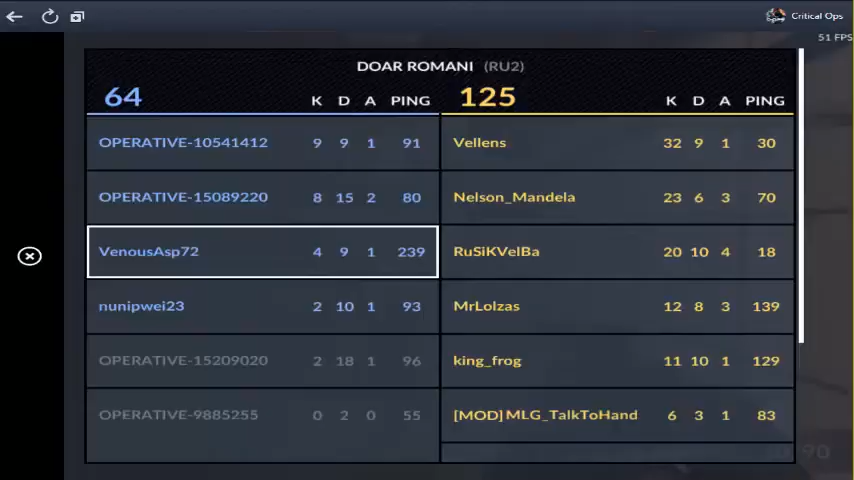 Critical Ops
51 FPS
DOAR ROMANI (RU2)
64 K D A PING 125 K D A PING
OPERATIVE-10541412 9 9 1 91 Vellens 32 9 1 30
OPERATIVE-15089220 8 15 2 80 Nelson_Mandela 23 6 3 70
VenousAsp72 4 9 1 239 RuSiKVelBa 20 10 4 18
nunipwei23 2 10 1 93 MrLolzas 12 8 3 139
OPERATIVE-15209020 2 18 1 96 king_frog 11 10 1 129
OPERATIVE-9885255 0 2 0 55 [MOD]MLG_TalkToHand 6 3 1 83